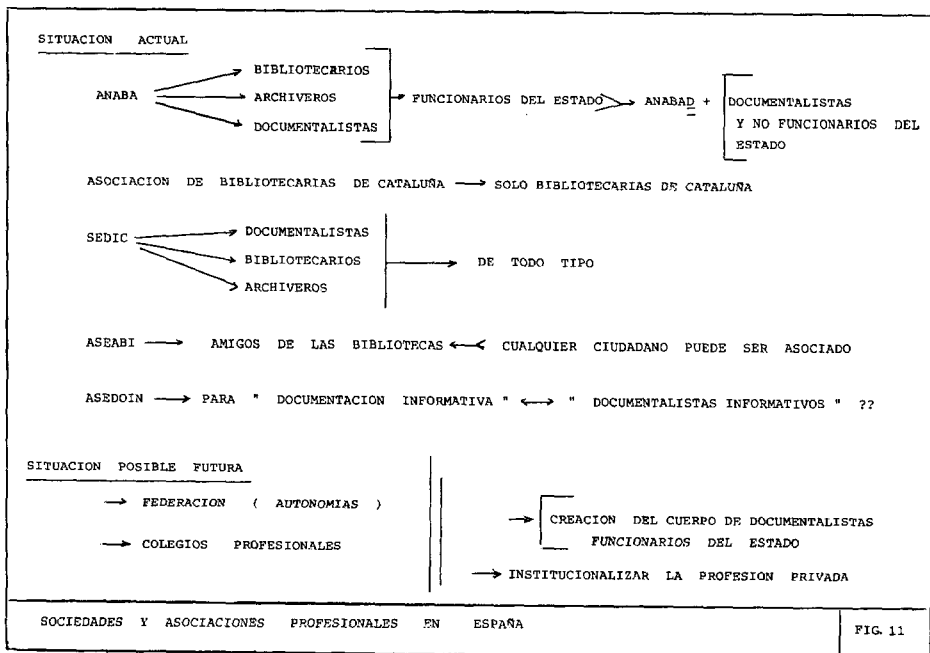 SITUACION ACTUAL
BIBLIOTECARIOS
ANABA
ARCHIVEROS
DOCUMENTALISTAS
FUNCIONARIOS DEL ESTADO
ANABAD +
DOCUMENTALISTAS
Y NO FUNCIONARIOS DEL
ESTADO
ASOCIACION DE BIBLIOTECARIAS DE CATALUÑA → SOLO BIBLIOTECARIAS DE CATALUÑA
SEDIC
DOCUMENTALISTAS
BIBLIOTECARIOS
ARCHIVEROS
DE TODO TIPO
ASEABI → AMIGOS DE LAS BIBLIOTECAS ← CUALQUIER CIUDADANO PUEDE SER ASOCIADO
ASEDOIN → PARA " DOCUMENTACION INFORMATIVA " ↔ " DOCUMENTALISTAS INFORMATIVOS " ??
SITUACION POSIBLE FUTURA
→ FEDERACION ( AUTONOMIAS )
→ COLEGIOS PROFESIONALES
→ CREACION DEL CUERPO DE DOCUMENTALISTAS
FUNCIONARIOS DEL ESTADO
→ INSTITUCIONALIZAR LA PROFESION PRIVADA
SOCIEDADES Y ASOCIACIONES PROFESIONALES EN ESPAÑA
FIG. 11